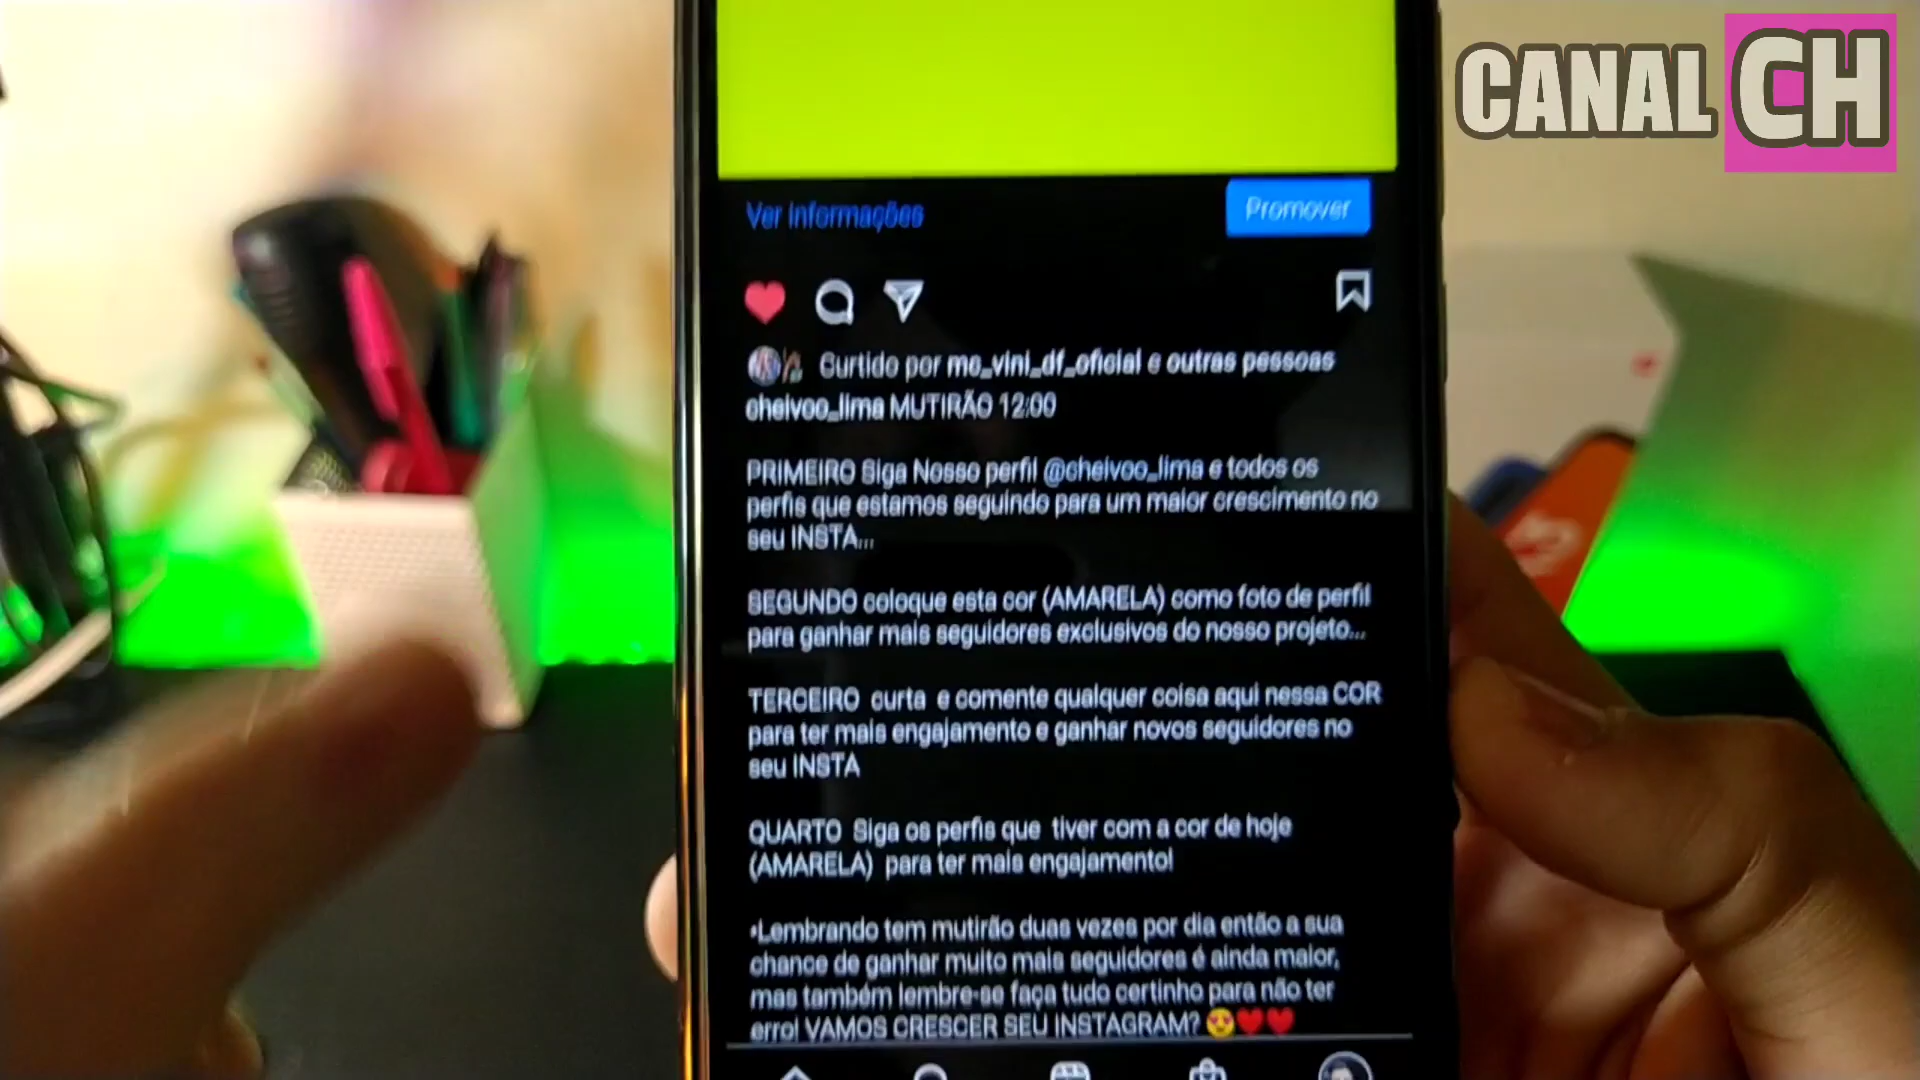 CANAL CH
Ver informações
Promover
Curtido por mc_vini_df_oficial e outras pessoas
cheivoo_lima MUTIRÃO 12:00
PRIMEIRO Siga Nosso perfil @cheivoo_lima e todos os
perfis que estamos seguindo para um maior crescimento no
seu INSTA...
SEGUNDO coloque esta cor (AMARELA) como foto de perfil
para ganhar mais seguidores exclusivos do nosso projeto...
TERCEIRO curta e comente qualquer coisa aqui nessa COR
para ter mais engajamento e ganhar novos seguidores no
seu INSTA
QUARTO Siga os perfis que tiver com a cor de hoje
(AMARELA) para ter mais engajamento!
•Lembrando tem mutirão duas vezes por dia então a sua
chance de ganhar muito mais seguidores é ainda maior,
mas também lembre-se faça tudo certinho para não ter
erro! VAMOS CRESCER SEU INSTAGRAM? 😍❤️❤️